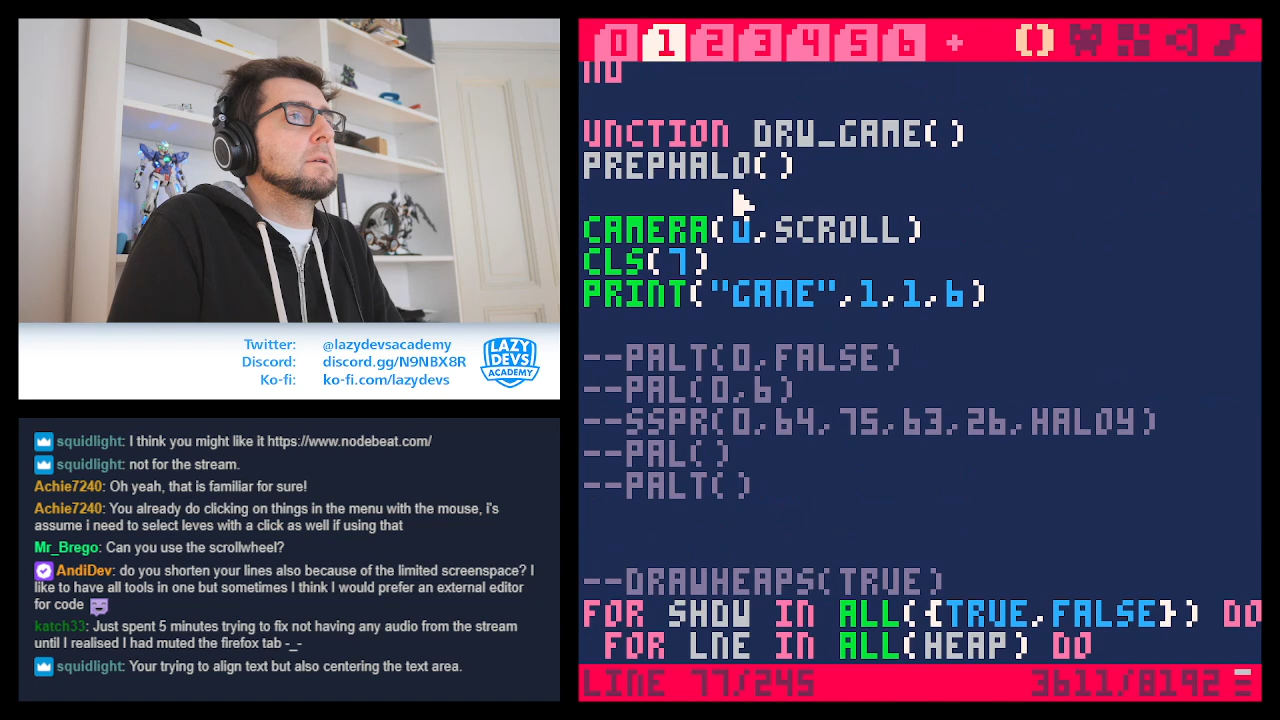 Twitter: @lazydevsacademy
Discord: discord.gg/N9NBX8R
Ko-fi: ko-fi.com/lazydevs
LAZY
DEVS
ACADEMY
squidlight: I think you might like it https://www.nodebeat.com/
squidlight: not for the stream.
Achie7240: Oh yeah, that is familiar for sure!
Achie7240: You already do clicking on things in the menu with the mouse, i's
assume i need to select leves with a click as well if using that
Mr_Brego: Can you use the scrollwheel?
AndiDev: do you shorten your lines also because of the limited screenspace? I
like to have all tools in one but sometimes I think I would prefer an external editor
for code
katch33: Just spent 5 minutes trying to fix not having any audio from the stream
until I realised I had muted the firefox tab -_-
squidlight: Your trying to align text but also centering the text area.
0 1 2 3 4 5 6 + ()
UNCTION DRW_GAME()
PREPHALO()
CAMERA(0,SCROLL)
CLS(7)
PRINT("GAME",1,1,6)
--PALT(0,FALSE)
--PAL(0,6)
--SSPR(0,64,75,63,26,HALOY)
--PAL()
--PALT()
--DRAWHEAPS(TRUE)
FOR SHOW IN ALL({TRUE,FALSE}) DO
FOR LNE IN ALL(HEAP) DO
LINE 77/245
3611/8192